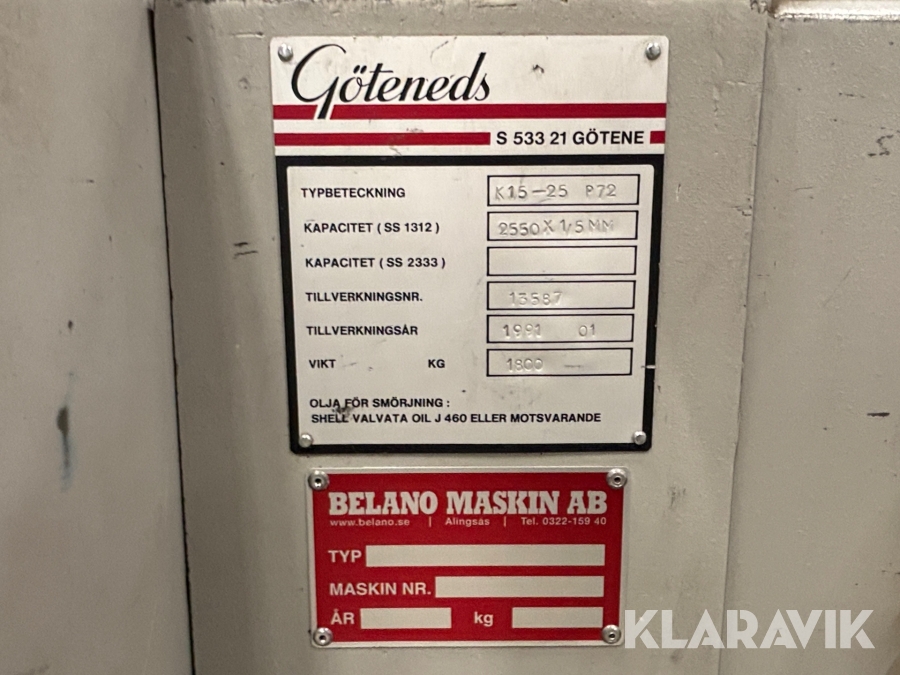 Göteneds
S 533 21 GÖTENE
TYPBETECKNING K15-25 P72
KAPACITET ( SS 1312 ) 2550 X 1,5 MM
KAPACITET ( SS 2333 )
TILLVERKNINGSNR. 13587
TILLVERKNINGSÅR 1991 01
VIKT KG 1800
OLJA FÖR SMÖRJNING :
SHELL VALVATA OIL J 460 ELLER MOTSVARANDE
BELANO MASKIN AB
www.belano.se | Alingsås | Tel. 0322-159 40
TYP
MASKIN NR.
ÅR kg
KLARAVIK